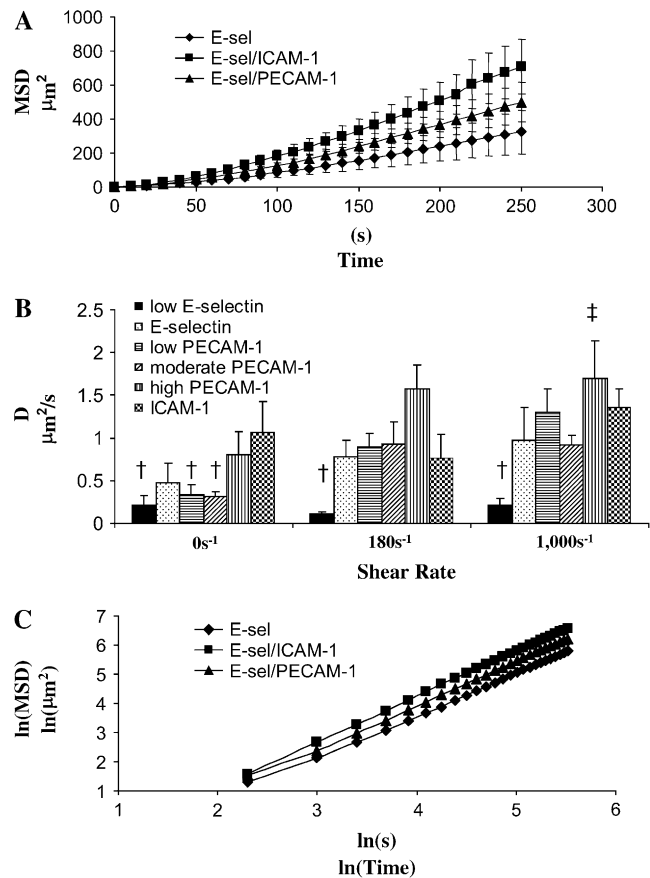 A
MSD
μm²
1000
800
600
400
200
0
E-sel
E-sel/ICAM-1
E-sel/PECAM-1
0 50 100 150 200 250 300
(s)
Time
B
D
μm²/s
2.5
2
1.5
1
0.5
0
low E-selectin
E-selectin
low PECAM-1
moderate PECAM-1
high PECAM-1
ICAM-1
† † † † † ‡
0s⁻¹ 180s⁻¹ 1,000s⁻¹
Shear Rate
C
ln(MSD)
ln(μm²)
7
6
5
4
3
2
1
E-sel
E-sel/ICAM-1
E-sel/PECAM-1
1 2 3 4 5 6
ln(s)
ln(Time)